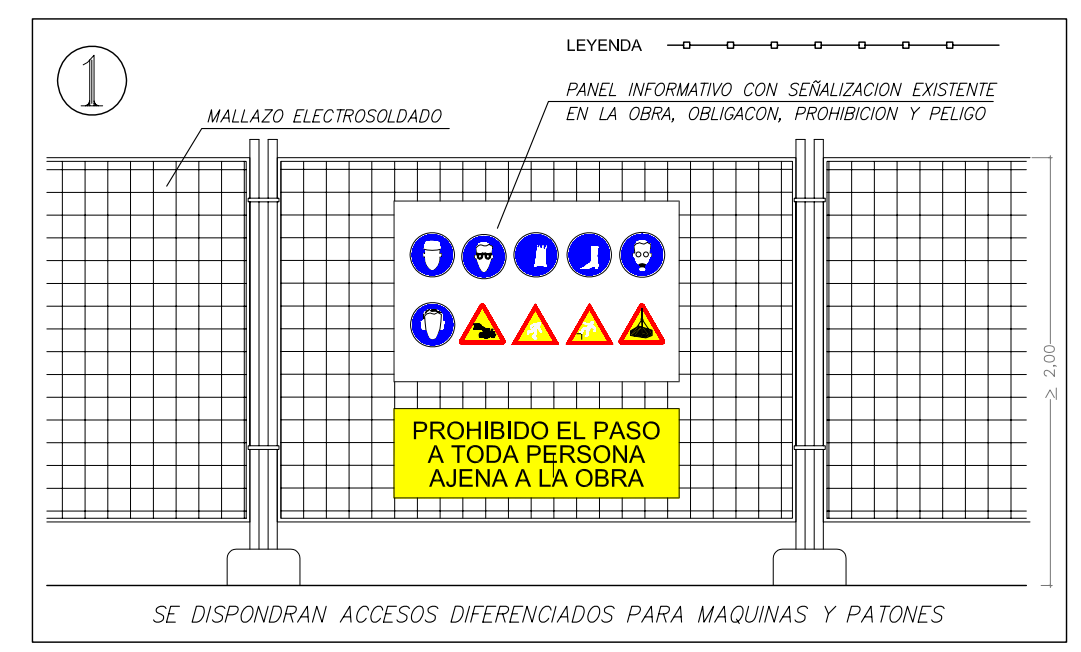 1
LEYENDA
PANEL INFORMATIVO CON SEÑALIZACION EXISTENTE
EN LA OBRA, OBLIGACON, PROHIBICION Y PELIGO
MALLAZO ELECTROSOLDADO
PROHIBIDO EL PASO
A TODA PERSONA
AJENA A LA OBRA
≥ 2,00
SE DISPONDRAN ACCESOS DIFERENCIADOS PARA MAQUINAS Y PATONES